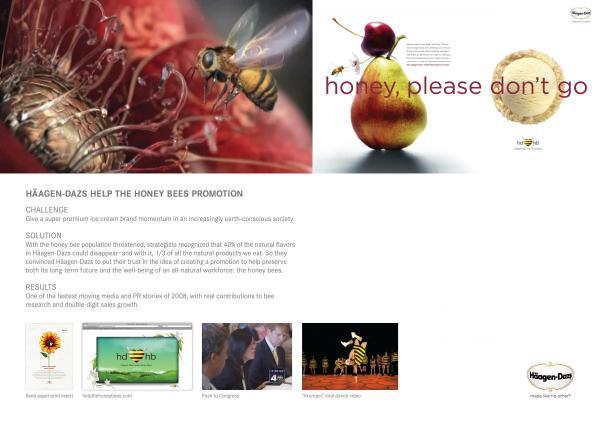 Häagen-Dazs
honey, please don't go
hd hb
HÄAGEN-DAZS HELP THE HONEY BEES PROMOTION
CHALLENGE
Give a super premium ice cream brand momentum in an increasingly earth-conscious society.
SOLUTION
With the honey bee population threatened, strategists recognized that 40% of the natural flavors
in Häagen-Dazs could disappear–and with it, 1/3 of all the natural products we eat. So they
convinced Häagen-Dazs to put their trust in the idea of creating a promotion to help preserve
both its long-term future and the well-being of an all-natural workforce: the honey bees.
RESULTS
One of the fastest moving media and PR stories of 2008, with real contributions to bee
research and double-digit sales growth.
hd hb
4
Seed paper print insert
helpthehoneybees.com
Push to Congress
viral dance video
Häagen-Dazs
made like no other®